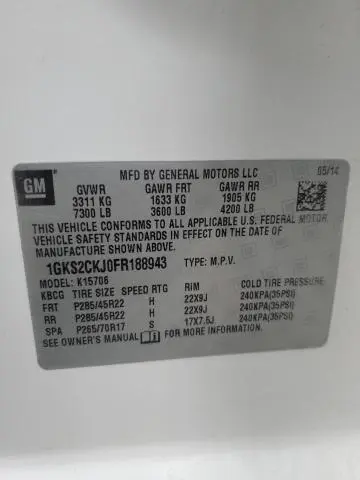 GM
MFD BY GENERAL MOTORS LLC 05/14
GVWR GAWR FRT GAWR RR
3311 KG 1633 KG 1905 KG
7300 LB 3600 LB 4200 LB
THIS VEHICLE CONFORMS TO ALL APPLICABLE U.S. FEDERAL MOTOR
VEHICLE SAFETY STANDARDS IN EFFECT ON THE DATE OF
MANUFACTURE SHOWN ABOVE.
1GKS2CKJ0FR188943 TYPE: M.P.V.
MODEL: K15706
KBCG TIRE SIZE SPEED RTG RIM COLD TIRE PRESSURE
FRT P285/45R22 H 22X9J 240KPA(35PSI)
RR P285/45R22 H 22X9J 240KPA(35PSI)
SPA P265/70R17 S 17X7.5J 240KPA(35PSI)
SEE OWNER'S MANUAL